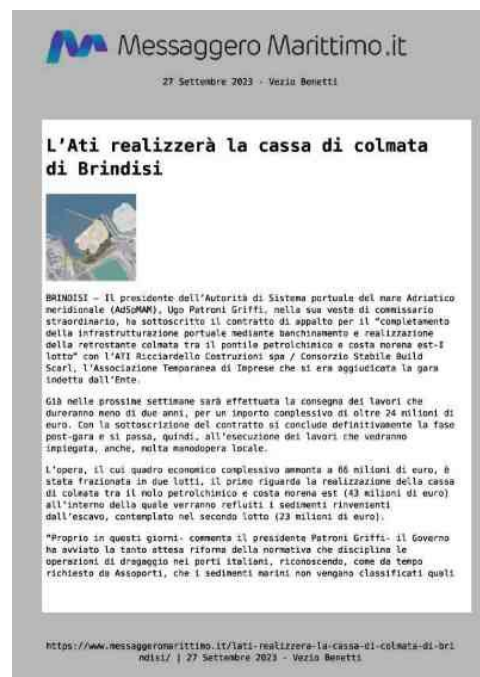 Messaggero Marittimo.it
27 Settembre 2023 - Vezio Benetti
L'Ati realizzerà la cassa di colmata
di Brindisi
BRINDISI – Il presidente dell'Autorità di Sistema portuale del mare Adriatico
meridionale (AdSpMAM), Ugo Patroni Griffi, nella sua veste di commissario
straordinario, ha sottoscritto il contratto di appalto per il "completamento
della infrastrutturazione portuale mediante banchinamento e realizzazione
della retrostante colmata tra il pontile petrolchimico e costa morena est-I
lotto" con l'ATI Ricciardello Costruzioni spa / Consorzio Stabile Build
Scarl, l'Associazione Temporanea di Imprese che si era aggiudicata la gara
indetta dall'Ente.
Già nelle prossime settimane sarà effettuata la consegna dei lavori che
dureranno meno di due anni, per un importo complessivo di oltre 24 milioni di
euro. Con la sottoscrizione del contratto si conclude definitivamente la fase
post-gara e si passa, quindi, all'esecuzione dei lavori che vedranno
impiegata, anche, molta manodopera locale.
L'opera, il cui quadro economico complessivo ammonta a 66 milioni di euro, è
stata frazionata in due lotti, il primo riguarda la realizzazione della cassa
di colmata tra il molo petrolchimico e costa morena est (43 milioni di euro)
all'interno della quale verranno refluiti i sedimenti rinvenienti
dall'escavo, contemplato nel secondo lotto (23 milioni di euro).
"Proprio in questi giorni- commenta il presidente Patroni Griffi- il Governo
ha avviato la tanto attesa riforma della normativa che disciplina le
operazioni di dragaggio nei porti italiani, riconoscendo, come da tempo
richiesto da Assoporti, che i sedimenti marini non vengano classificati quali
https://www.messaggeromarittimo.it/lati-realizzera-la-cassa-di-colmata-di-bri
ndisi/ | 27 Settembre 2023 - Vezio Benetti